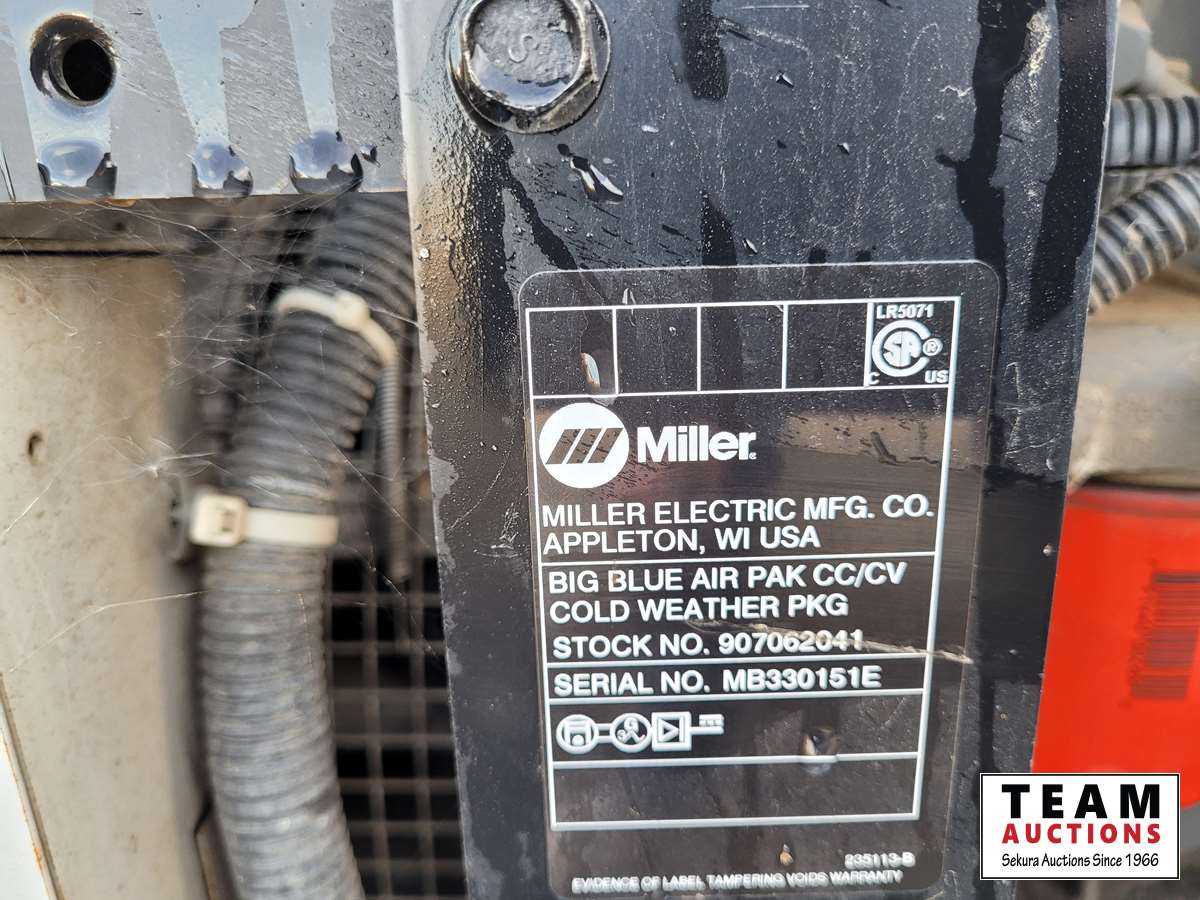 LR5071
CSA®
C US
Miller
MILLER ELECTRIC MFG. CO.
APPLETON, WI USA
BIG BLUE AIR PAK CC/CV
COLD WEATHER PKG
STOCK NO. 907062041
SERIAL NO. MB330151E
G
3
235113-B
EVIDENCE OF LABEL TAMPERING VOIDS WARRANTY
TEAM
AUCTIONS
Sekura Auctions Since 1966